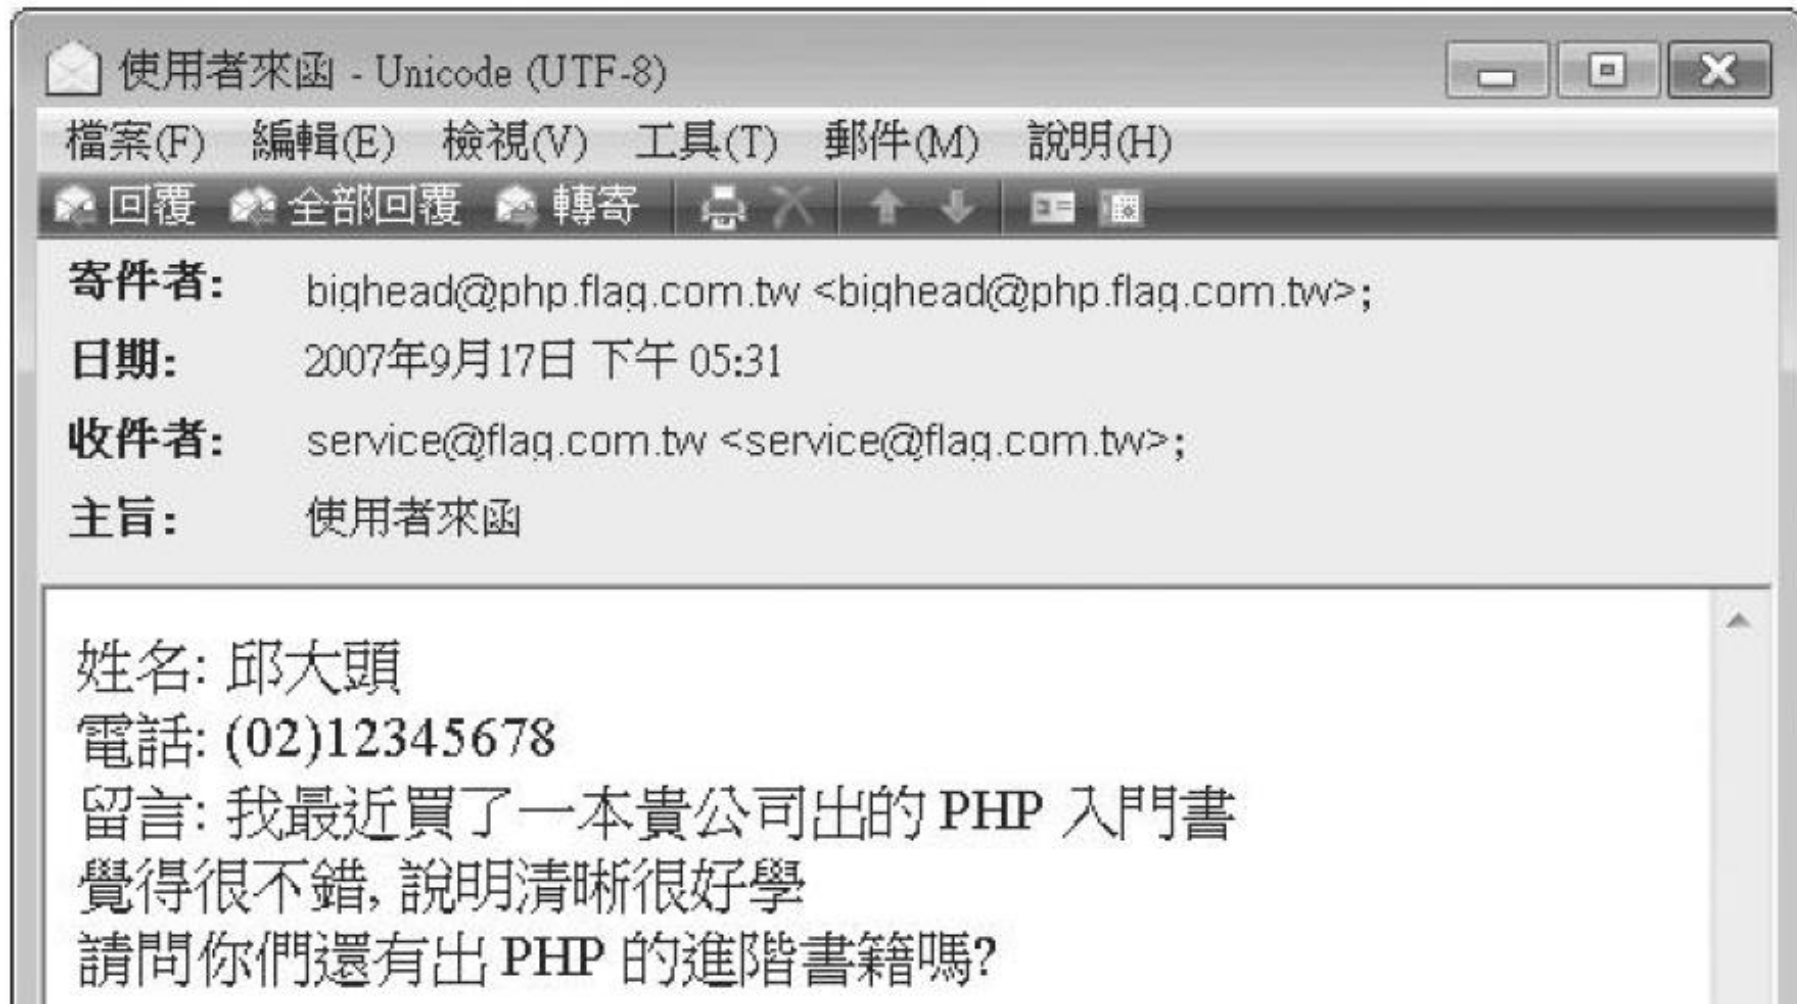 使用者來函 - Unicode (UTF-8)
檔案(F) 編輯(E) 檢視(V) 工具(T) 郵件(M) 說明(H)
回覆 全部回覆 轉寄
寄件者: bighead@php.flag.com.tw <bighead@php.flag.com.tw>;
日期: 2007年9月17日 下午 05:31
收件者: service@flag.com.tw <service@flag.com.tw>;
主旨: 使用者來函
姓名: 邱大頭
電話: (02)12345678
留言: 我最近買了一本貴公司出的 PHP 入門書
覺得很不錯, 說明清晰很好學
請問你們還有出 PHP 的進階書籍嗎?